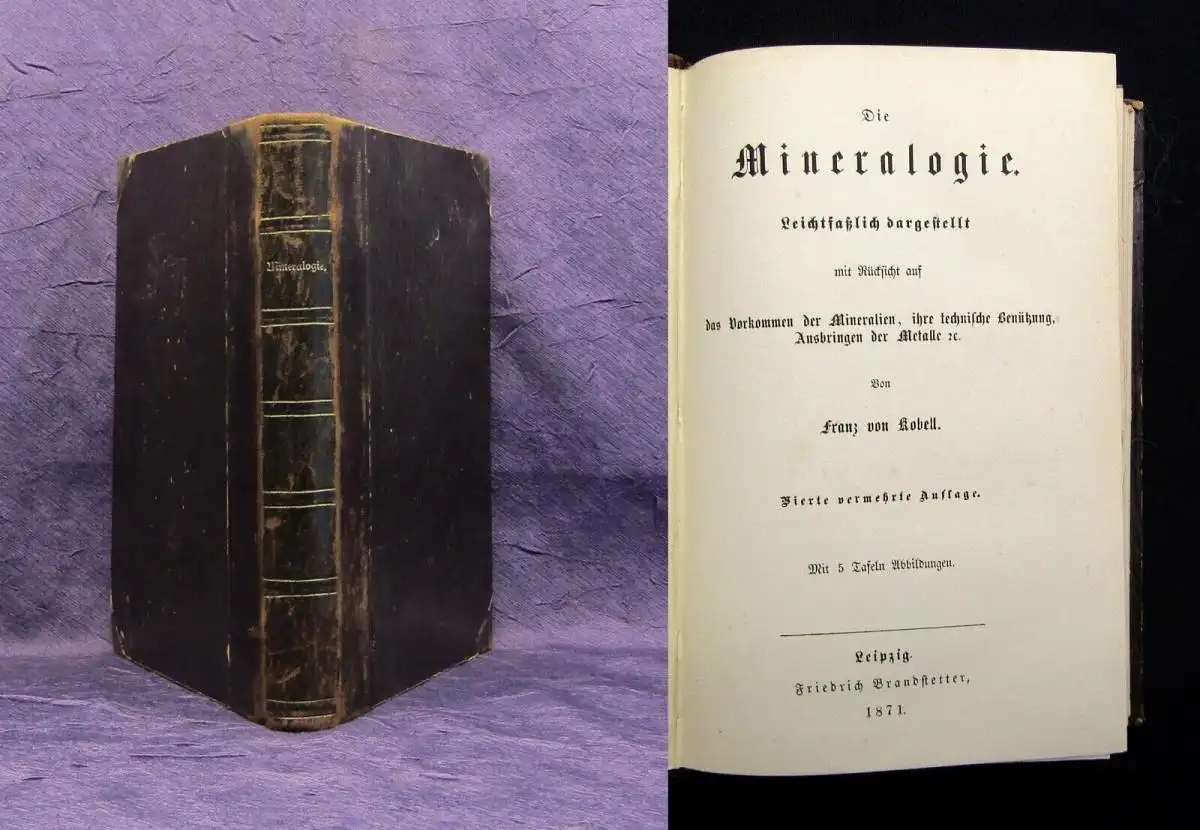 Mineralogie.
Die
Mineralogie.
Leichtfaßlich dargestellt
mit Rücksicht auf
das Vorkommen der Mineralien, ihre technische Benützung,
Ausbringen der Metalle ꝛc.
Von
Franz von Kobell.
Vierte vermehrte Auflage.
Mit 5 Tafeln Abbildungen.
Leipzig.
Friedrich Brandstetter,
1871.